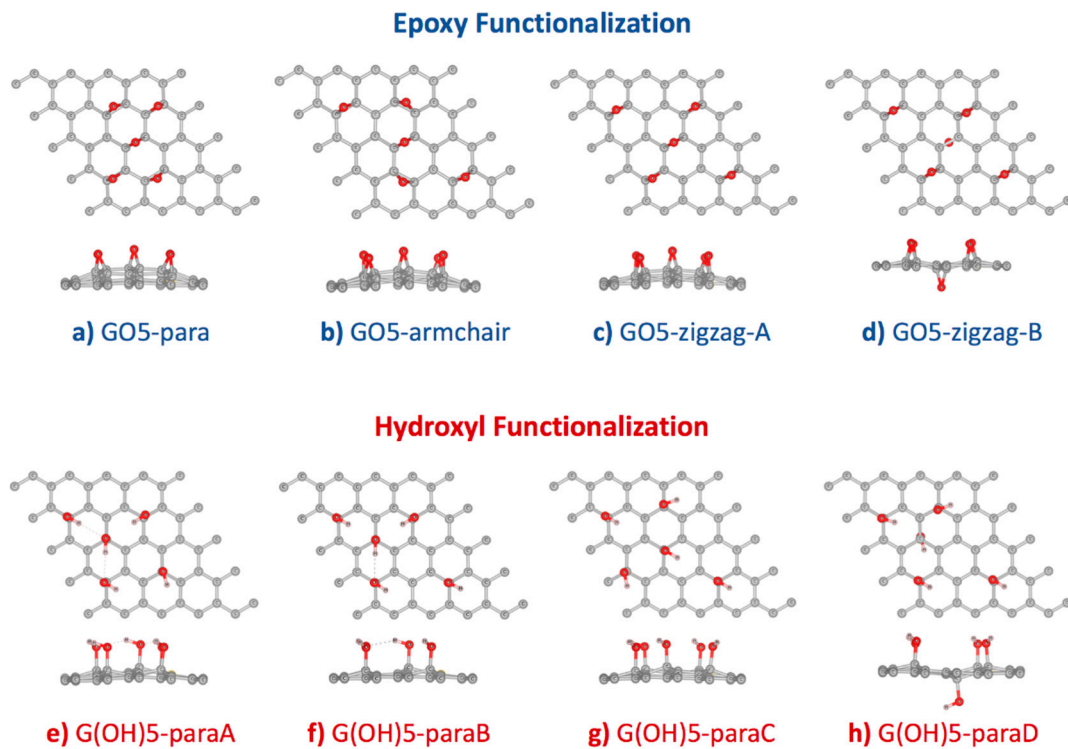 Epoxy Functionalization
a) GO5-para
b) GO5-armchair
c) GO5-zigzag-A
d) GO5-zigzag-B
Hydroxyl Functionalization
e) G(OH)5-paraA
f) G(OH)5-paraB
g) G(OH)5-paraC
h) G(OH)5-paraD